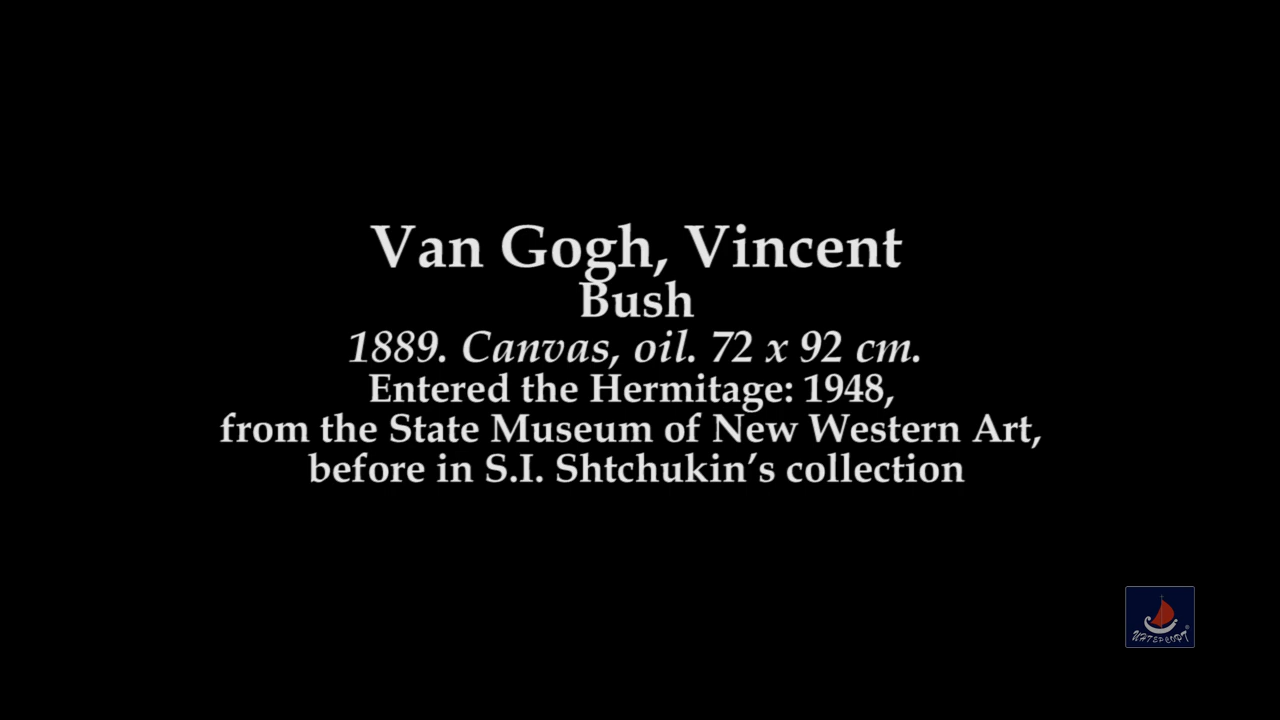 Van Gogh, Vincent
Bush
1889. Canvas, oil. 72 x 92 cm.
Entered the Hermitage: 1948,
from the State Museum of New Western Art,
before in S.I. Shtchukin’s collection